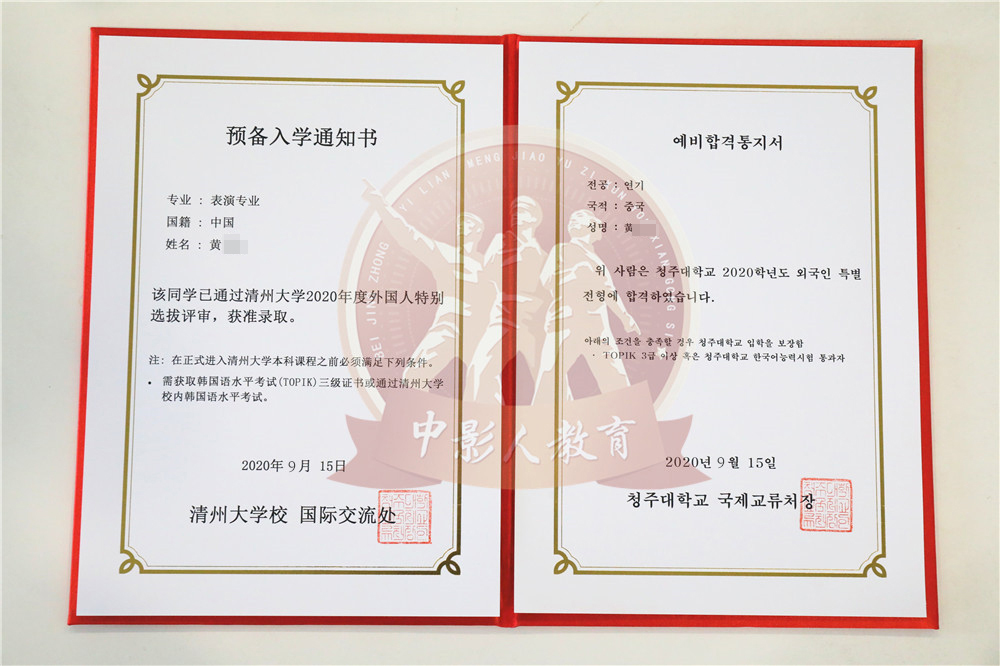 预备入学通知书
专业 : 表演专业
国籍 : 中国
姓名 : 黄
该同学已通过清州大学2020年度外国人特别
选拔评审，获准录取。
注: 在正式进入清州大学本科课程之前必须满足下列条件。
• 需获取韩国语水平考试(TOPIK)三级证书或通过清州大学
校内韩国语水平考试。
2020年 9月 15日
清州大学校 国际交流处
예비합격통지서
전공 : 연기
국적 : 중국
성명 : 黄
위 사람은 청주대학교 2020학년도 외국인 특별
전형에 합격하였습니다.
아래의 조건을 충족할 경우 청주대학교 입학을 보장함
· TOPIK 3급 이상 혹은 청주대학교 한국어능력시험 통과자
2020년 9월 15일
청주대학교 국제교류처장
中影人教育
BEI JING ZHONG